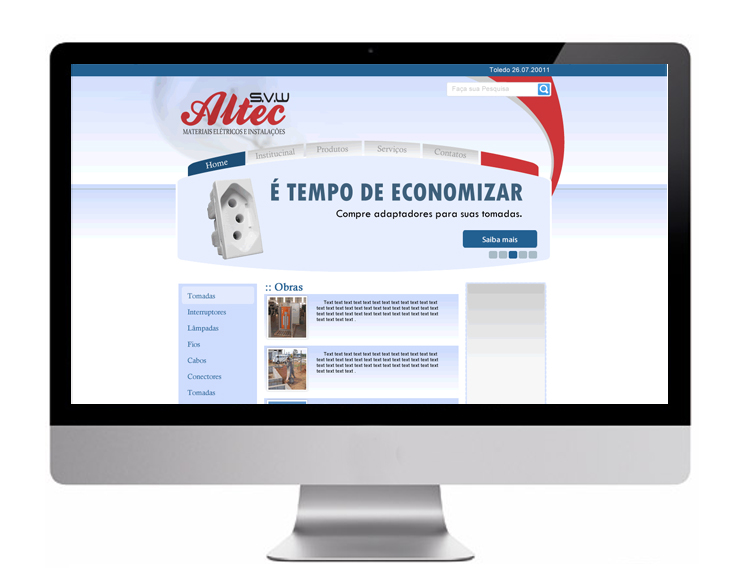 Toledo 26.07.20011
Faça sua Pesquisa
S.V.W
Altec
MATERIAIS ELÉTRICOS E INSTALAÇÕES
Home
Institucinal
Produtos
Serviços
Contatos
É TEMPO DE ECONOMIZAR
Compre adaptadores para suas tomadas.
Saiba mais
Tomadas
Interruptores
Lâmpadas
Fios
Cabos
Conectores
Tomadas
:: Obras
Text text text text text text text text text text text text
text text text text text text text text text text text text text
text text text text text text text text text text text text text
text text text text .
Text text text text text text text text text text text text
text text text text text text text text text text text text text
text text text text text text text text text text text text text
text text text text .